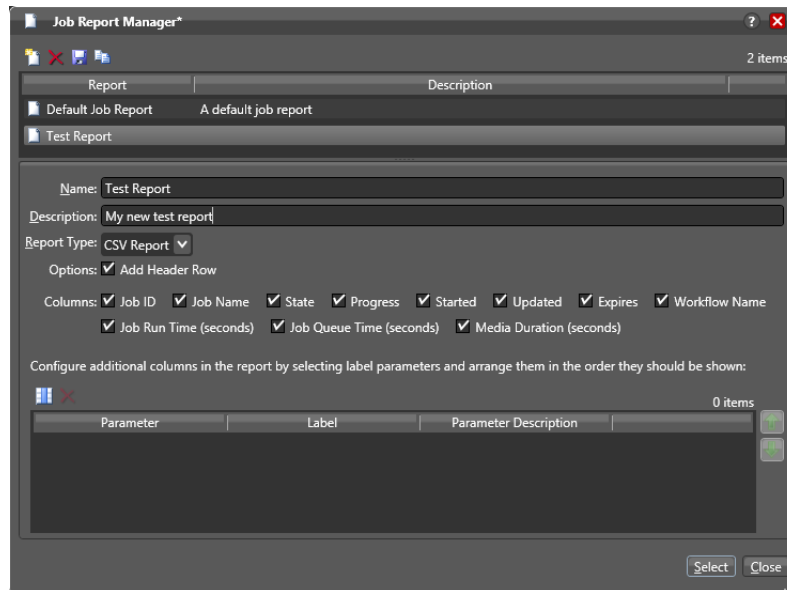 Job Report Manager*
?
2 items
Report Description
Default Job Report A default job report
Test Report
Name: Test Report
Description: My new test report
Report Type: CSV Report
Options: Add Header Row
Columns: Job ID Job Name State Progress Started Updated Expires Workflow Name
Job Run Time (seconds) Job Queue Time (seconds) Media Duration (seconds)
Configure additional columns in the report by selecting label parameters and arrange them in the order they should be shown:
0 items
Parameter Label Parameter Description
Select Close